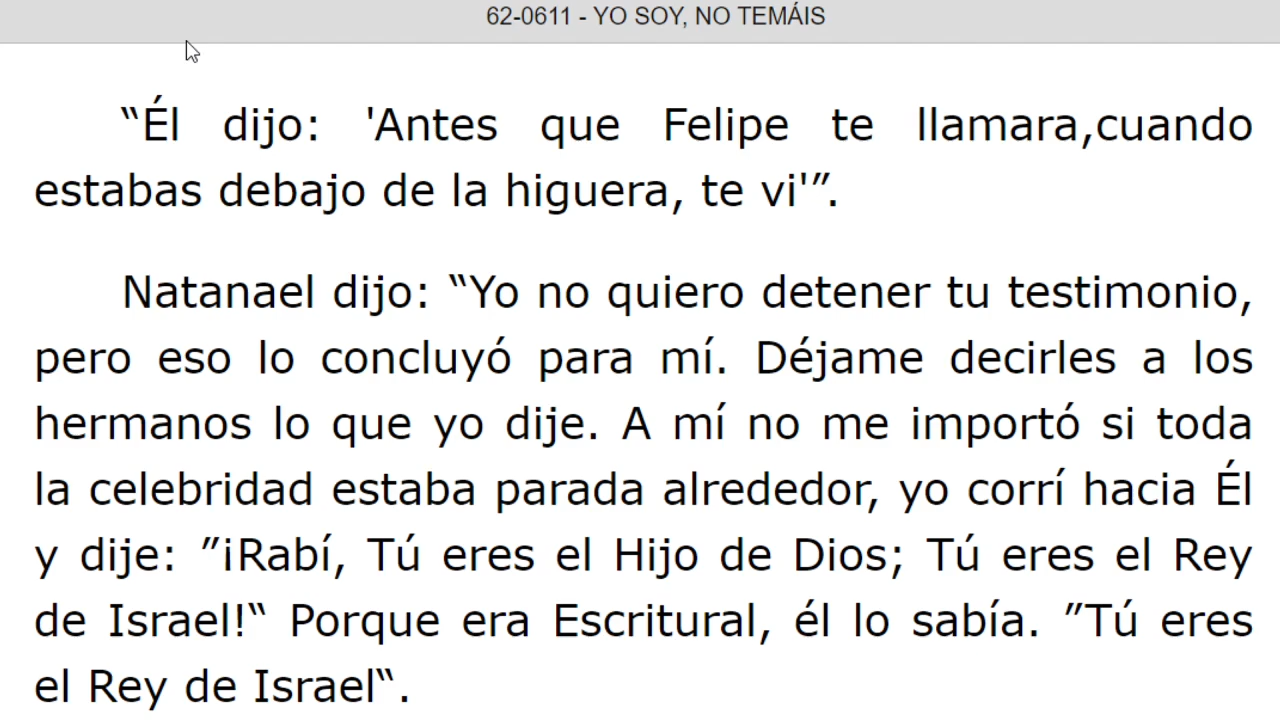 62-0611 - YO SOY, NO TEMÁIS
“Él dijo: 'Antes que Felipe te llamara,cuando
estabas debajo de la higuera, te vi'”.
Natanael dijo: “Yo no quiero detener tu testimonio,
pero eso lo concluyó para mí. Déjame decirles a los
hermanos lo que yo dije. A mí no me importó si toda
la celebridad estaba parada alrededor, yo corrí hacia Él
y dije: ”¡Rabí, Tú eres el Hijo de Dios; Tú eres el Rey
de Israel!“ Porque era Escritural, él lo sabía. ”Tú eres
el Rey de Israel“.